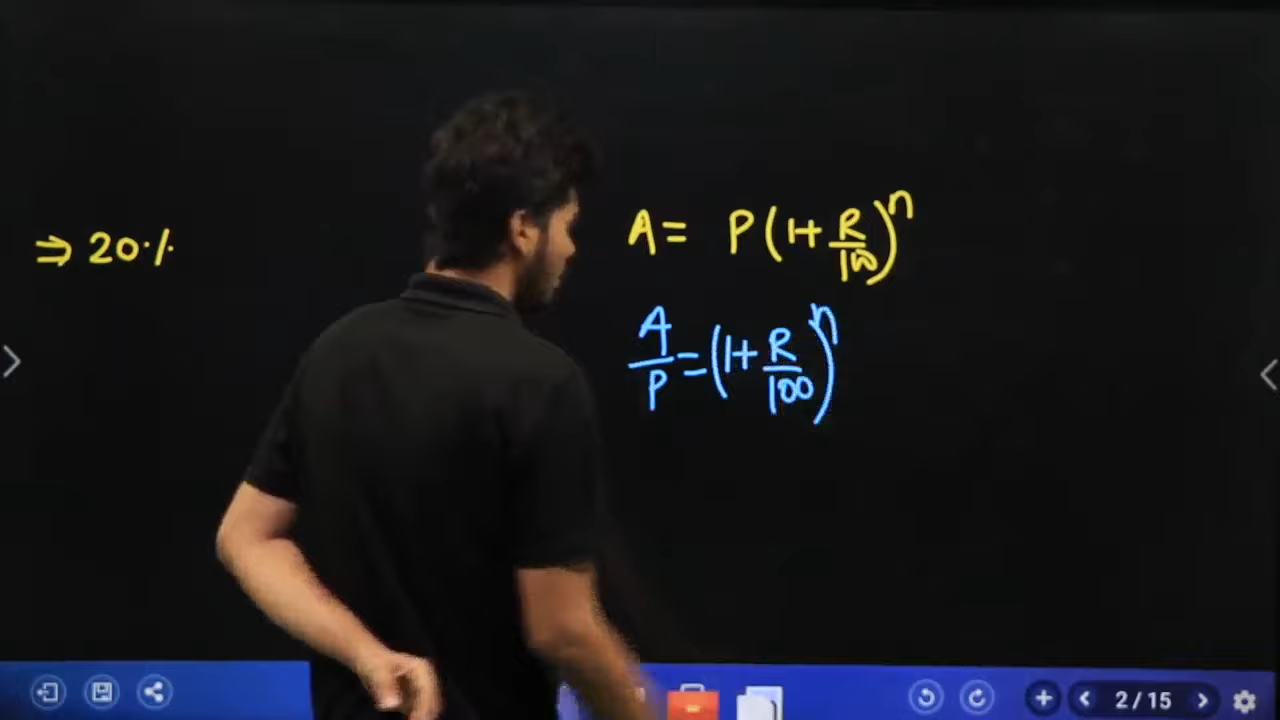 ⇒ 20%
A = P(1+R/100)^n
A/P = (1+R/100)^n
2/15